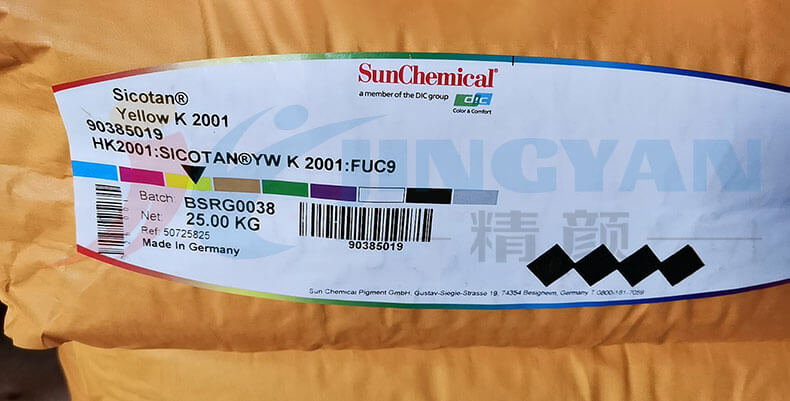 SunChemical®
a member of the DIC group
dic
Color & Comfort
Sicotan®
Yellow K 2001
90385019
HK2001:SICOTAN®YW K 2001:FUC9
JINGYAN
Batch: BSRG0038
Net: 25.00 KG
Ref: 50725825
Made In Germany
90385019
精颜
Sun Chemical Pigment GmbH, Gustav-Siegle-Strasse 19, 74354 Besigheim, Germany T 0800-181-7059